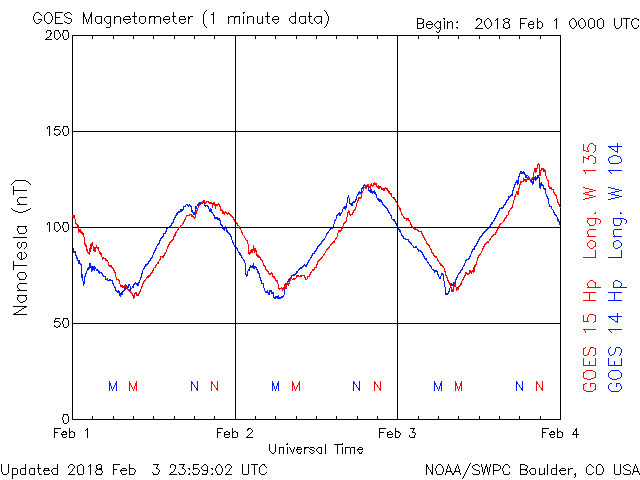 GOES Magnetometer (1 minute data)
Begin: 2018 Feb 1 0000 UTC
200
150
100
50
0
NanoTesla (nT)
M M N N M M N N M M N N
Feb 1 Feb 2 Feb 3 Feb 4
Universal Time
GOES 15 Hp Long. W 135
GOES 14 Hp Long. W 104
Updated 2018 Feb 3 23:59:02 UTC
NOAA/SWPC Boulder, CO USA